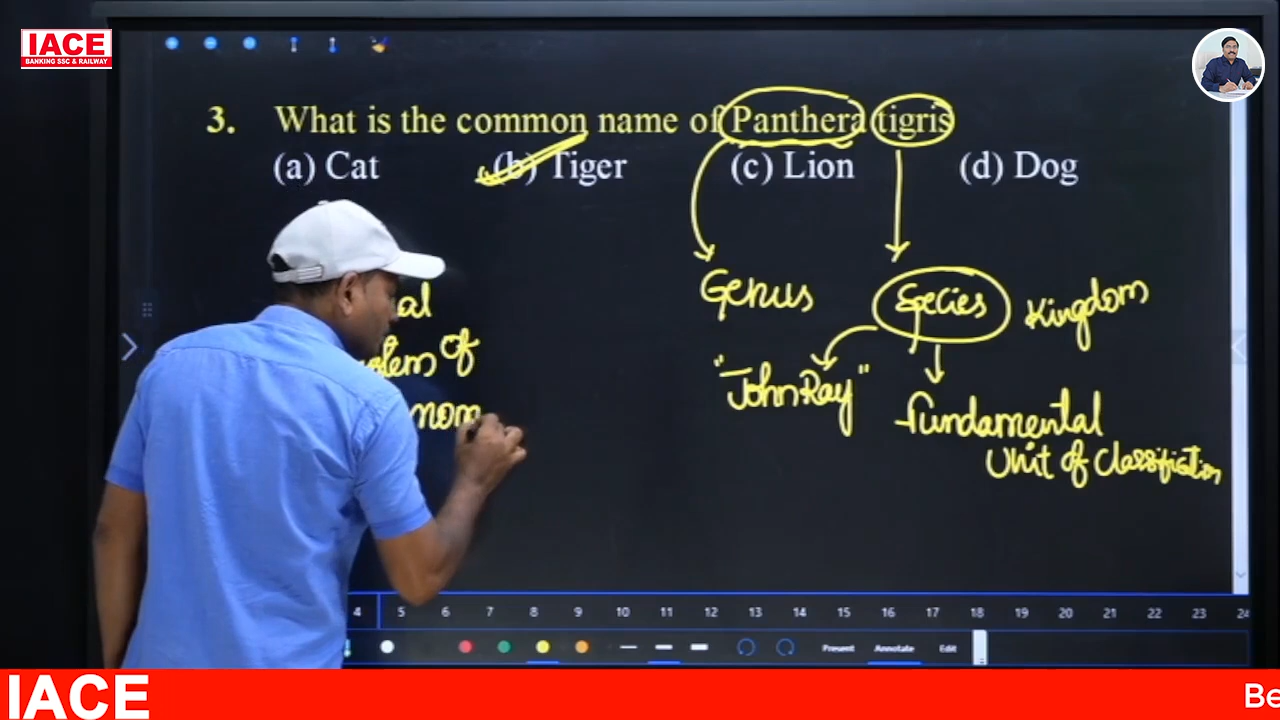 IACE
BANKING SSC & RAILWAY
3. What is the common name of Panthera tigris
(a) Cat (b) Tiger (c) Lion (d) Dog
Genus Species Kingdom
"John Ray" Fundamental
Unit of Classification
of
4 5 6 7 8 9 10 11 12 13 14 15 16 17 18 19 20 21 22 23 24
Present Annotate Edit
IACE
Be